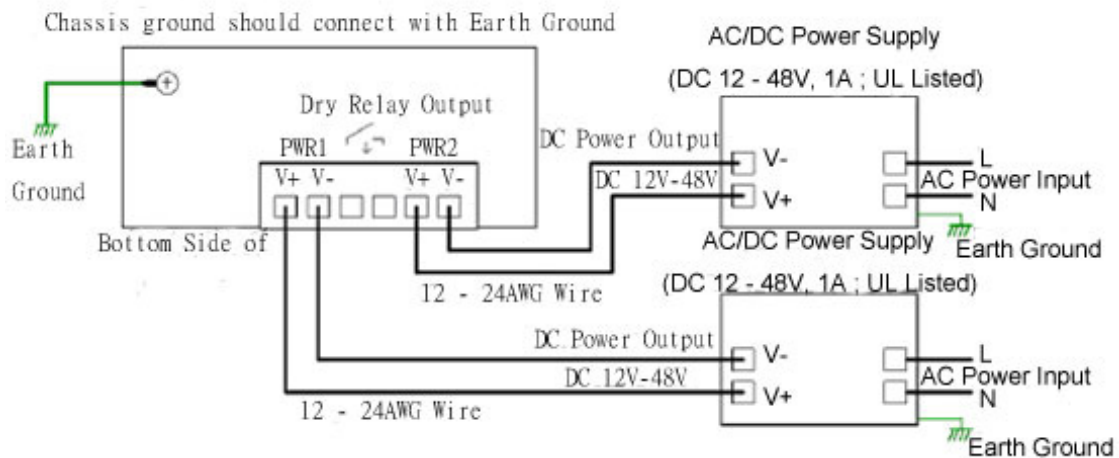 Chassis ground should connect with Earth Ground
Earth
Ground
Dry Relay Output
PWR1 PWR2
V+ V- V+ V-
Bottom Side of
12 - 24AWG Wire
12 - 24AWG Wire
AC/DC Power Supply
(DC 12 - 48V, 1A ; UL Listed)
DC Power Output
DC 12V-48V
V-
V+
L
AC Power Input
N
Earth Ground
AC/DC Power Supply
(DC 12 - 48V, 1A ; UL Listed)
DC Power Output
DC 12V-48V
V-
V+
L
AC Power Input
N
Earth Ground